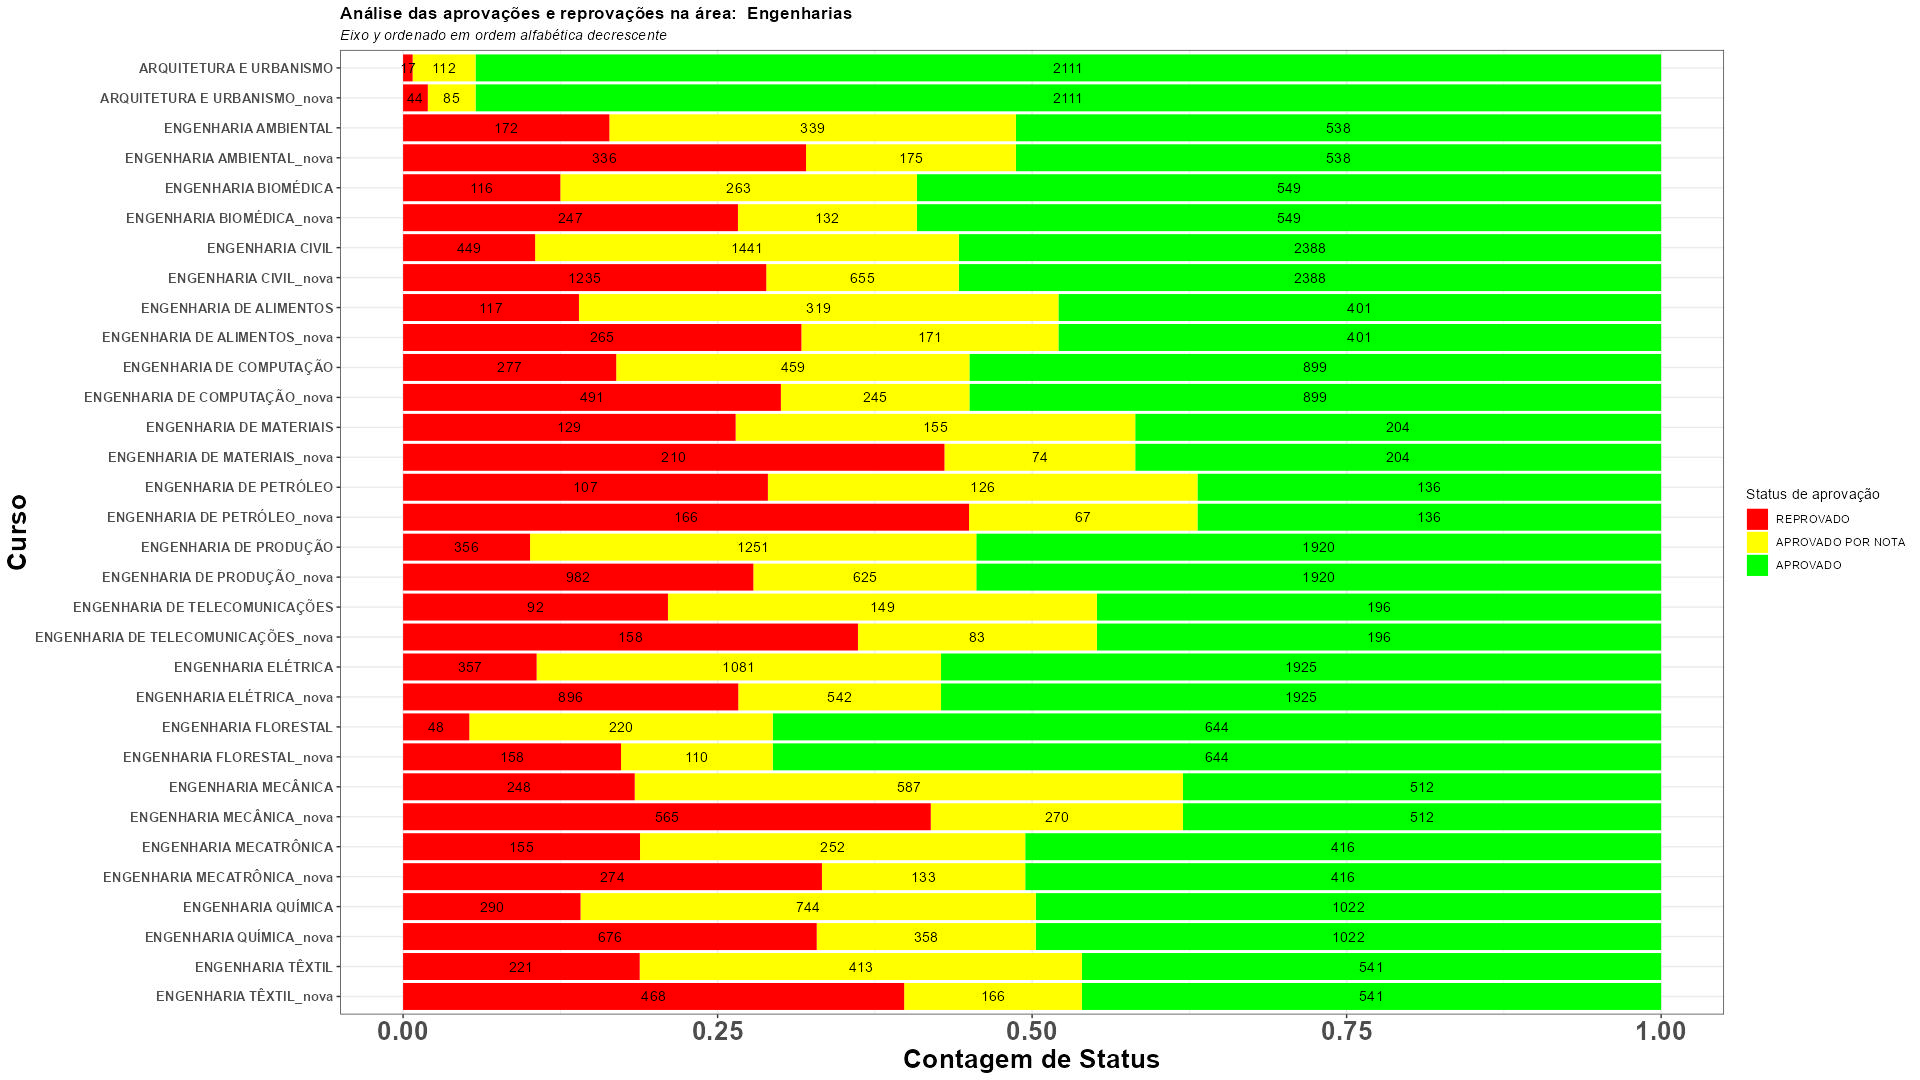 Análise das aprovações e reprovações na área:  Engenharias
Eixo y ordenado em ordem alfabética decrescente
ARQUITETURA E URBANISMO 17 112 2111
ARQUITETURA E URBANISMO_nova 44 85 2111
ENGENHARIA AMBIENTAL 172 339 538
ENGENHARIA AMBIENTAL_nova 336 175 538
ENGENHARIA BIOMÉDICA 116 263 549
ENGENHARIA BIOMÉDICA_nova 247 132 549
ENGENHARIA CIVIL 449 1441 2388
ENGENHARIA CIVIL_nova 1235 655 2388
ENGENHARIA DE ALIMENTOS 117 319 401
ENGENHARIA DE ALIMENTOS_nova 265 171 401
ENGENHARIA DE COMPUTAÇÃO 277 459 899
ENGENHARIA DE COMPUTAÇÃO_nova 491 245 899
ENGENHARIA DE MATERIAIS 129 155 204
ENGENHARIA DE MATERIAIS_nova 210 74 204
ENGENHARIA DE PETRÓLEO 107 126 136
ENGENHARIA DE PETRÓLEO_nova 166 67 136
ENGENHARIA DE PRODUÇÃO 356 1251 1920
ENGENHARIA DE PRODUÇÃO_nova 982 625 1920
ENGENHARIA DE TELECOMUNICAÇÕES 92 149 196
ENGENHARIA DE TELECOMUNICAÇÕES_nova 158 83 196
ENGENHARIA ELÉTRICA 357 1081 1925
ENGENHARIA ELÉTRICA_nova 896 542 1925
ENGENHARIA FLORESTAL 48 220 644
ENGENHARIA FLORESTAL_nova 158 110 644
ENGENHARIA MECÂNICA 248 587 512
ENGENHARIA MECÂNICA_nova 565 270 512
ENGENHARIA MECATRÔNICA 155 252 416
ENGENHARIA MECATRÔNICA_nova 274 133 416
ENGENHARIA QUÍMICA 290 744 1022
ENGENHARIA QUÍMICA_nova 676 358 1022
ENGENHARIA TÊXTIL 221 413 541
ENGENHARIA TÊXTIL_nova 468 166 541
0.00 0.25 0.50 0.75 1.00
Contagem de Status
Curso
Status de aprovação
REPROVADO
APROVADO POR NOTA
APROVADO